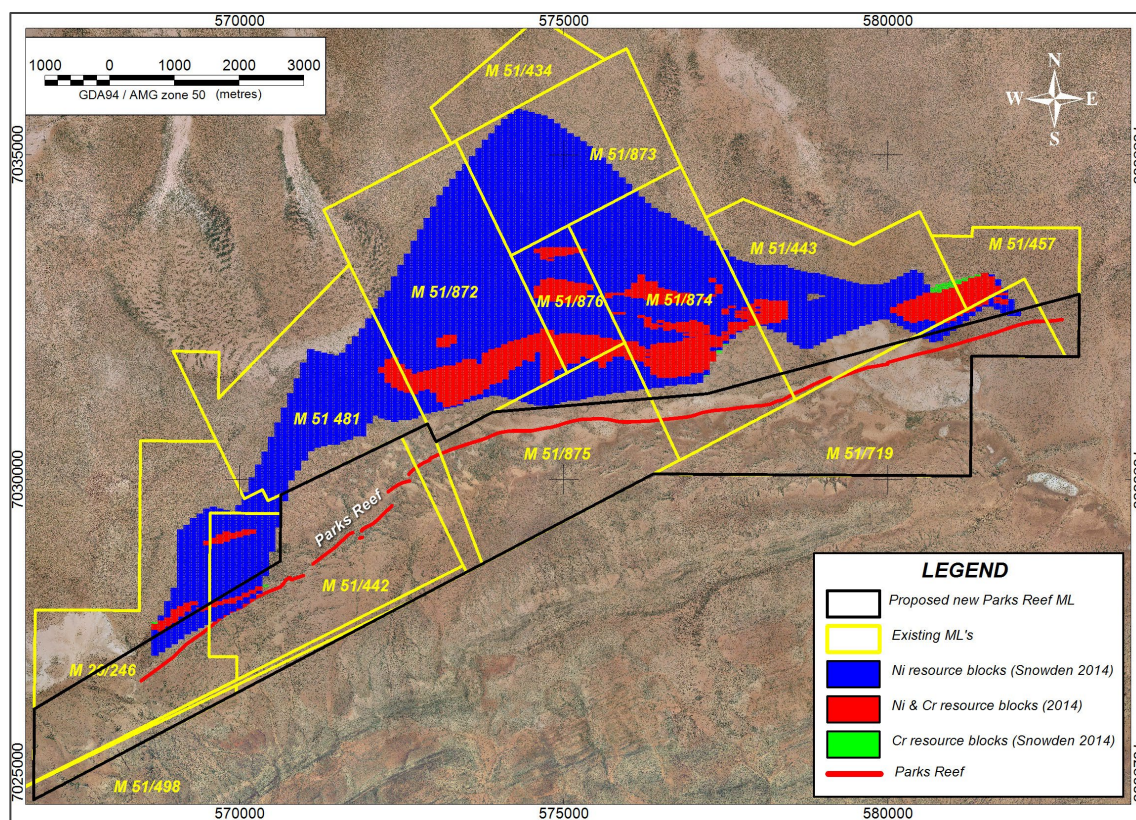 570000
575000
580000
1000
0
1000
2000
3000
GDA94 / AMG zone 50 (metres)
N
W
E
S
M 51/434
7035000
M 51/873
M 51/443
M 51/457
M 51/872
M 51/876
M 51/874
M 51 481
7030000
M 51/875
M 51/719
Parks Reef
M 51/442
M 51/498
7025000
LEGEND
Proposed new Parks Reef ML
Existing ML's
Ni resource blocks (Snowden 2014)
Ni & Cr resource blocks (2014)
Cr resource blocks (Snowden 2014)
Parks Reef
570000
575000
580000